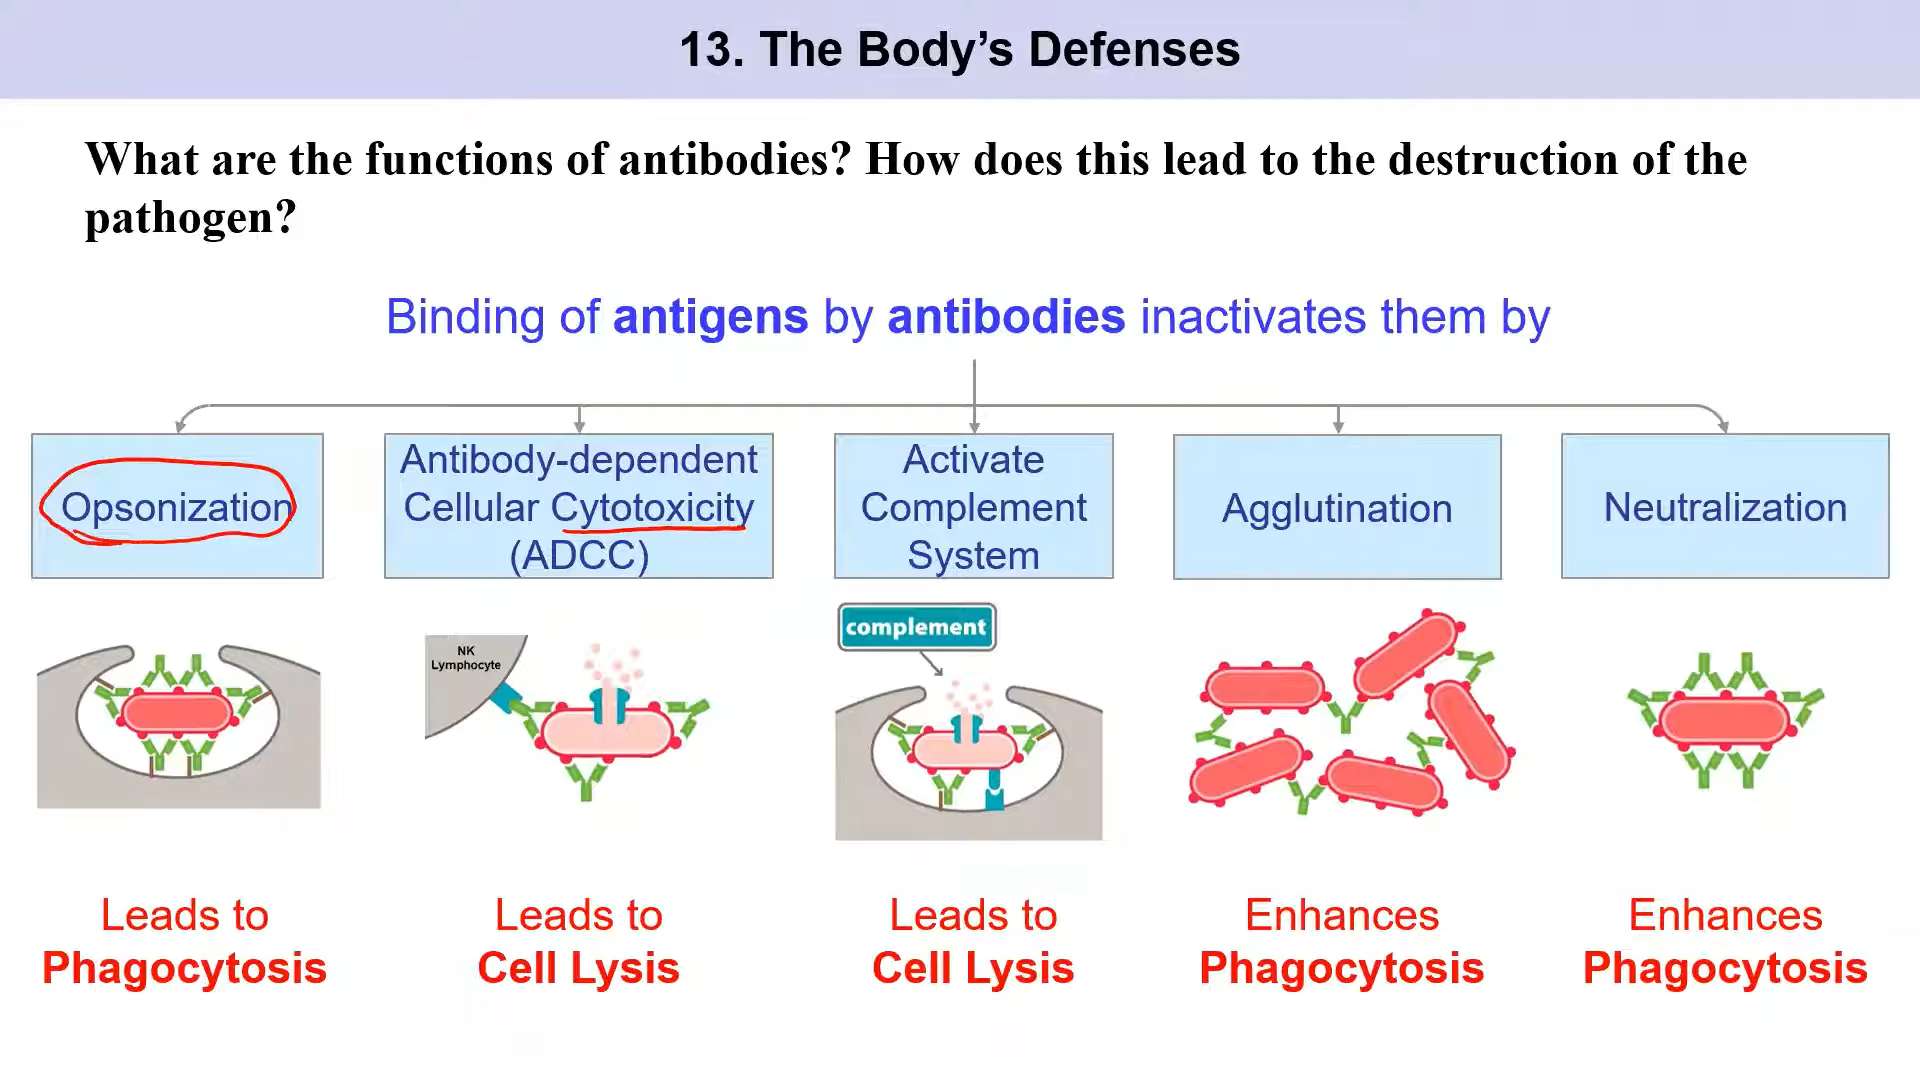 13. The Body’s Defenses
What are the functions of antibodies? How does this lead to the destruction of the
pathogen?
Binding of antigens by antibodies inactivates them by
Opsonization
Antibody-dependent
Cellular Cytotoxicity
(ADCC)
Activate
Complement
System
Agglutination
Neutralization
NK
Lymphocyte
complement
Leads to
Phagocytosis
Leads to
Cell Lysis
Leads to
Cell Lysis
Enhances
Phagocytosis
Enhances
Phagocytosis